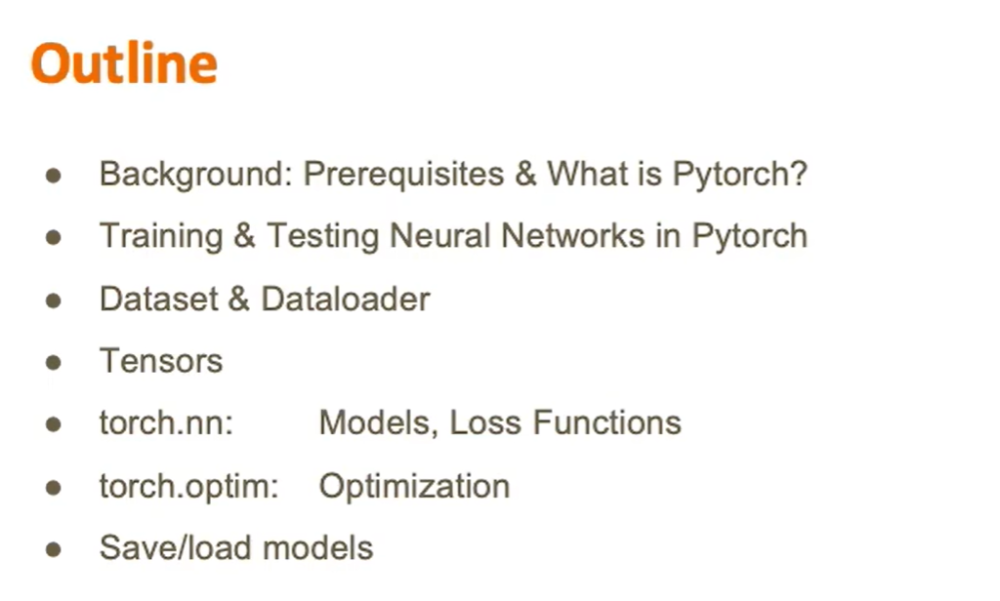 Outline
● Background: Prerequisites & What is Pytorch?
● Training & Testing Neural Networks in Pytorch
● Dataset & Dataloader
● Tensors
● torch.nn: Models, Loss Functions
● torch.optim: Optimization
● Save/load models